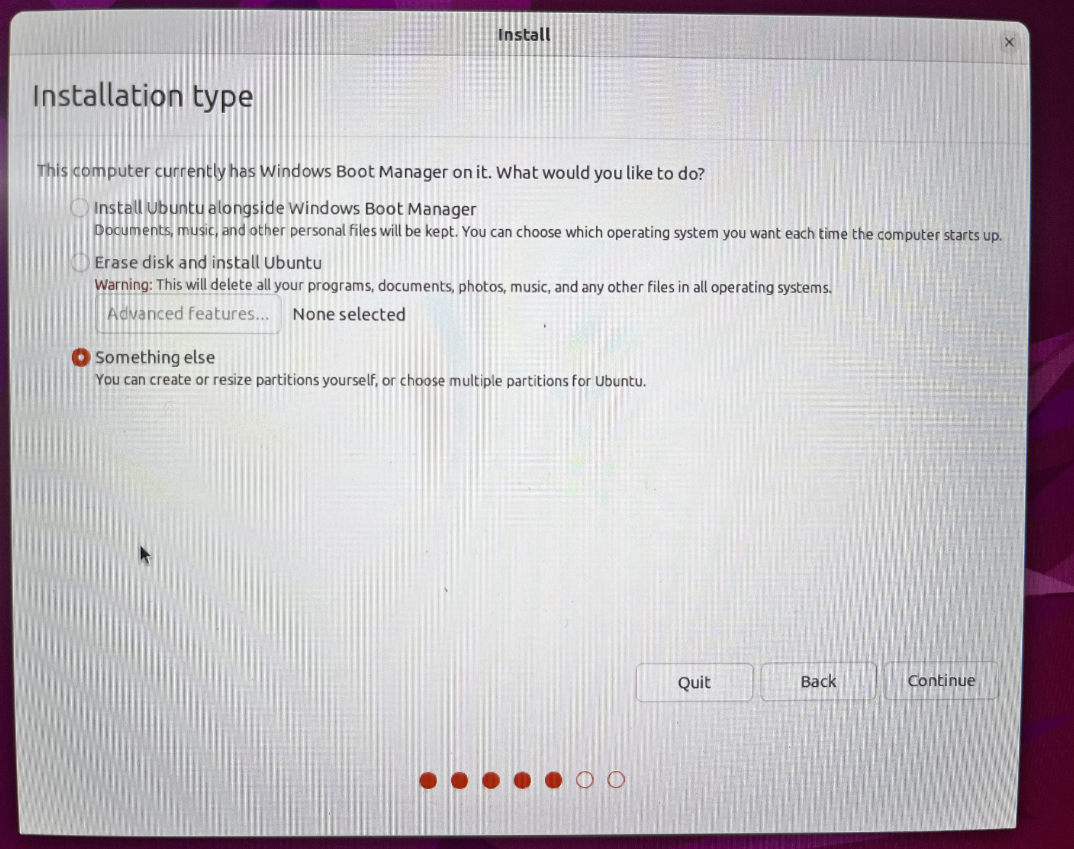 Install
Installation type
This computer currently has Windows Boot Manager on it. What would you like to do?
Install Ubuntu alongside Windows Boot Manager
Documents, music, and other personal files will be kept. You can choose which operating system you want each time the computer starts up.
Erase disk and install Ubuntu
Warning: This will delete all your programs, documents, photos, music, and any other files in all operating systems.
Advanced features... None selected
Something else
You can create or resize partitions yourself, or choose multiple partitions for Ubuntu.
Quit Back Continue